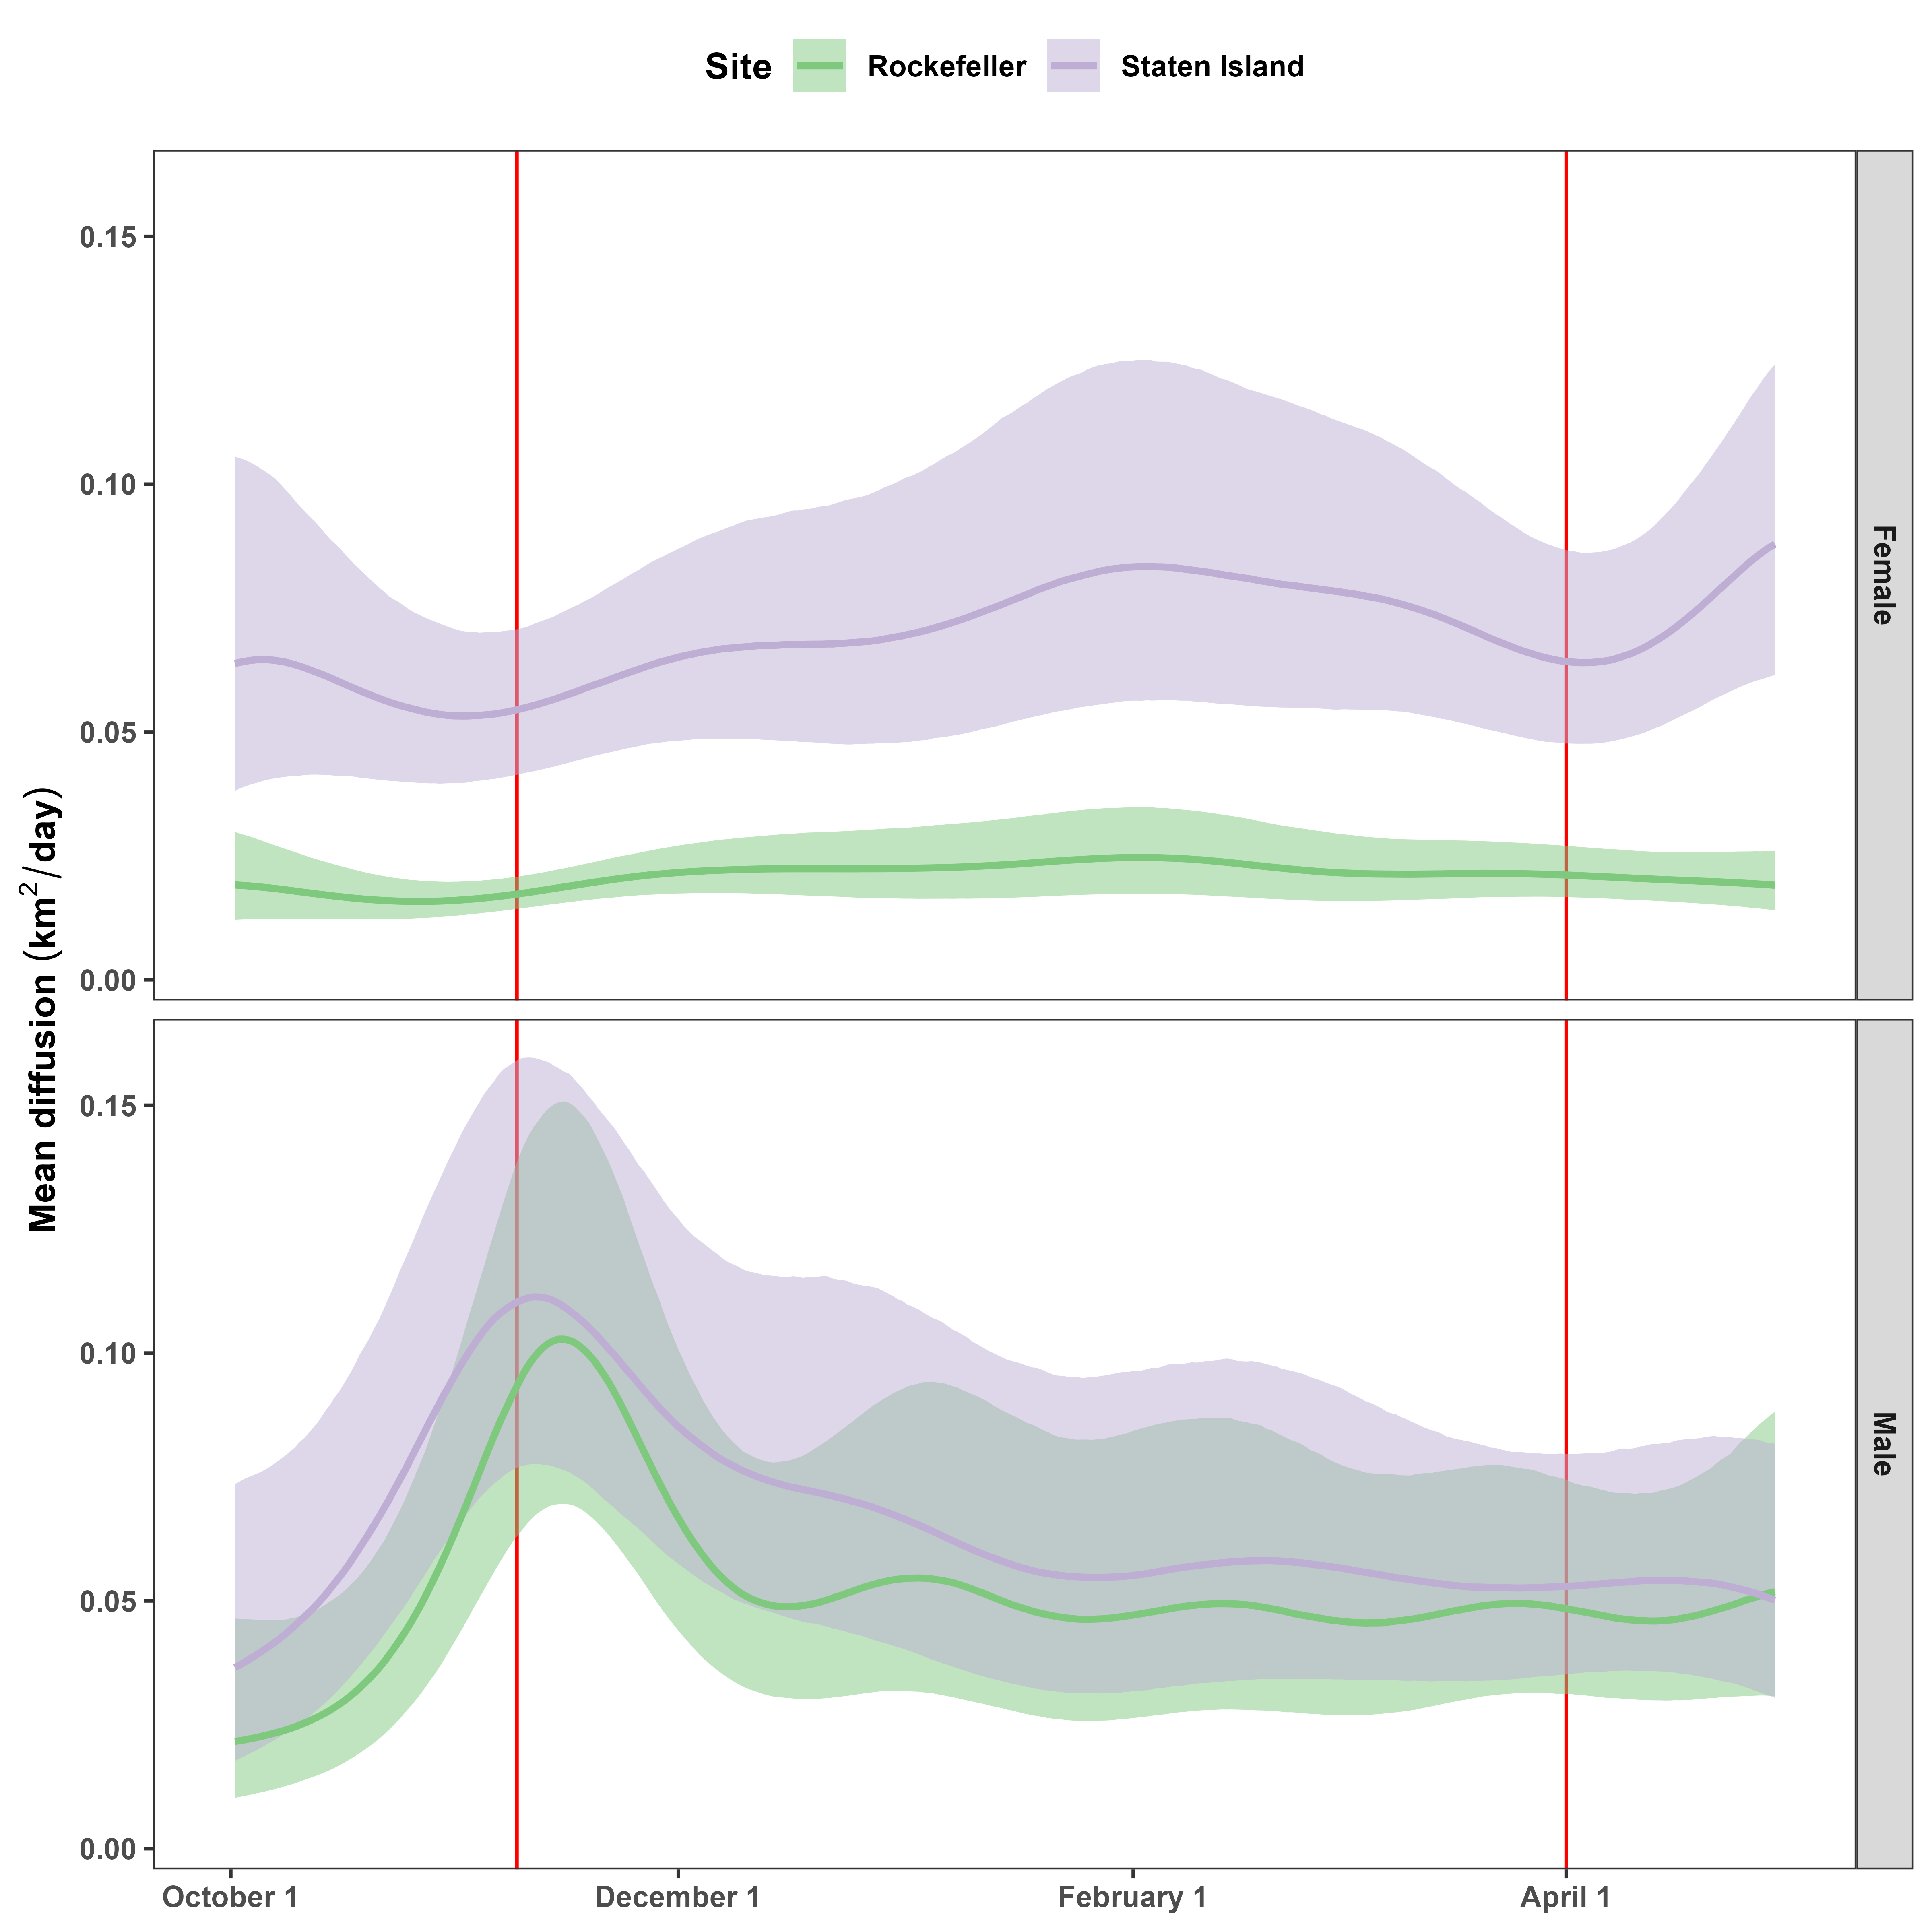 Site Rockefeller Staten Island
Mean diffusion (km²/day)
0.15
0.10
0.05
0.00
Female
0.15
0.10
0.05
0.00
Male
October 1 December 1 February 1 April 1